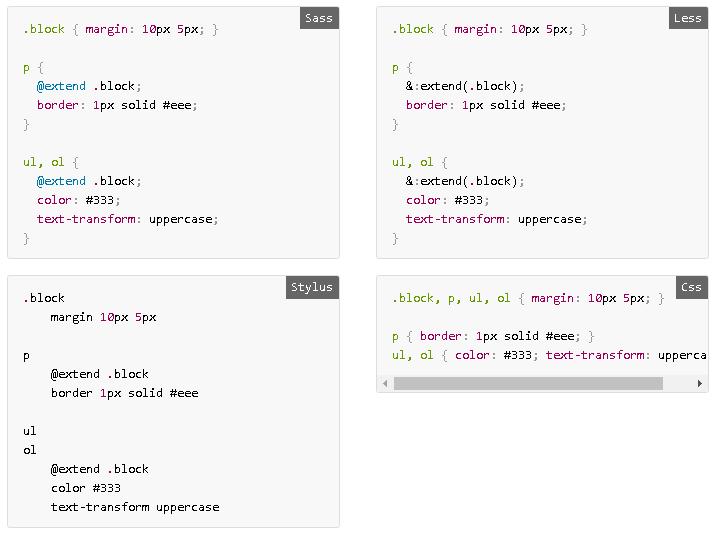 Sass
.block { margin: 10px 5px; }
p {
  @extend .block;
  border: 1px solid #eee;
}
ul, ol {
  @extend .block;
  color: #333;
  text-transform: uppercase;
}
Less
.block { margin: 10px 5px; }
p {
  &:extend(.block);
  border: 1px solid #eee;
}
ul, ol {
  &:extend(.block);
  color: #333;
  text-transform: uppercase;
}
Stylus
.block
    margin 10px 5px
p
    @extend .block
    border 1px solid #eee
ul
ol
    @extend .block
    color #333
    text-transform uppercase
Css
.block, p, ul, ol { margin: 10px 5px; }
p { border: 1px solid #eee; }
ul, ol { color: #333; text-transform: upperca